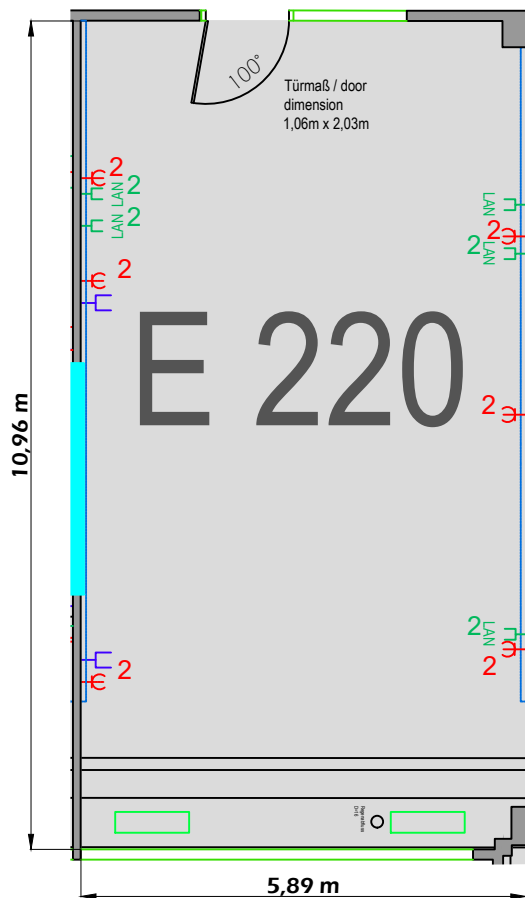 100°
Türmaß / door
dimension
1,06m x 2,03m
2
LAN 2
LAN 2
2
LAN
2
2 LAN
E 220
2
10,96 m
2 LAN
2
2
5,89 m